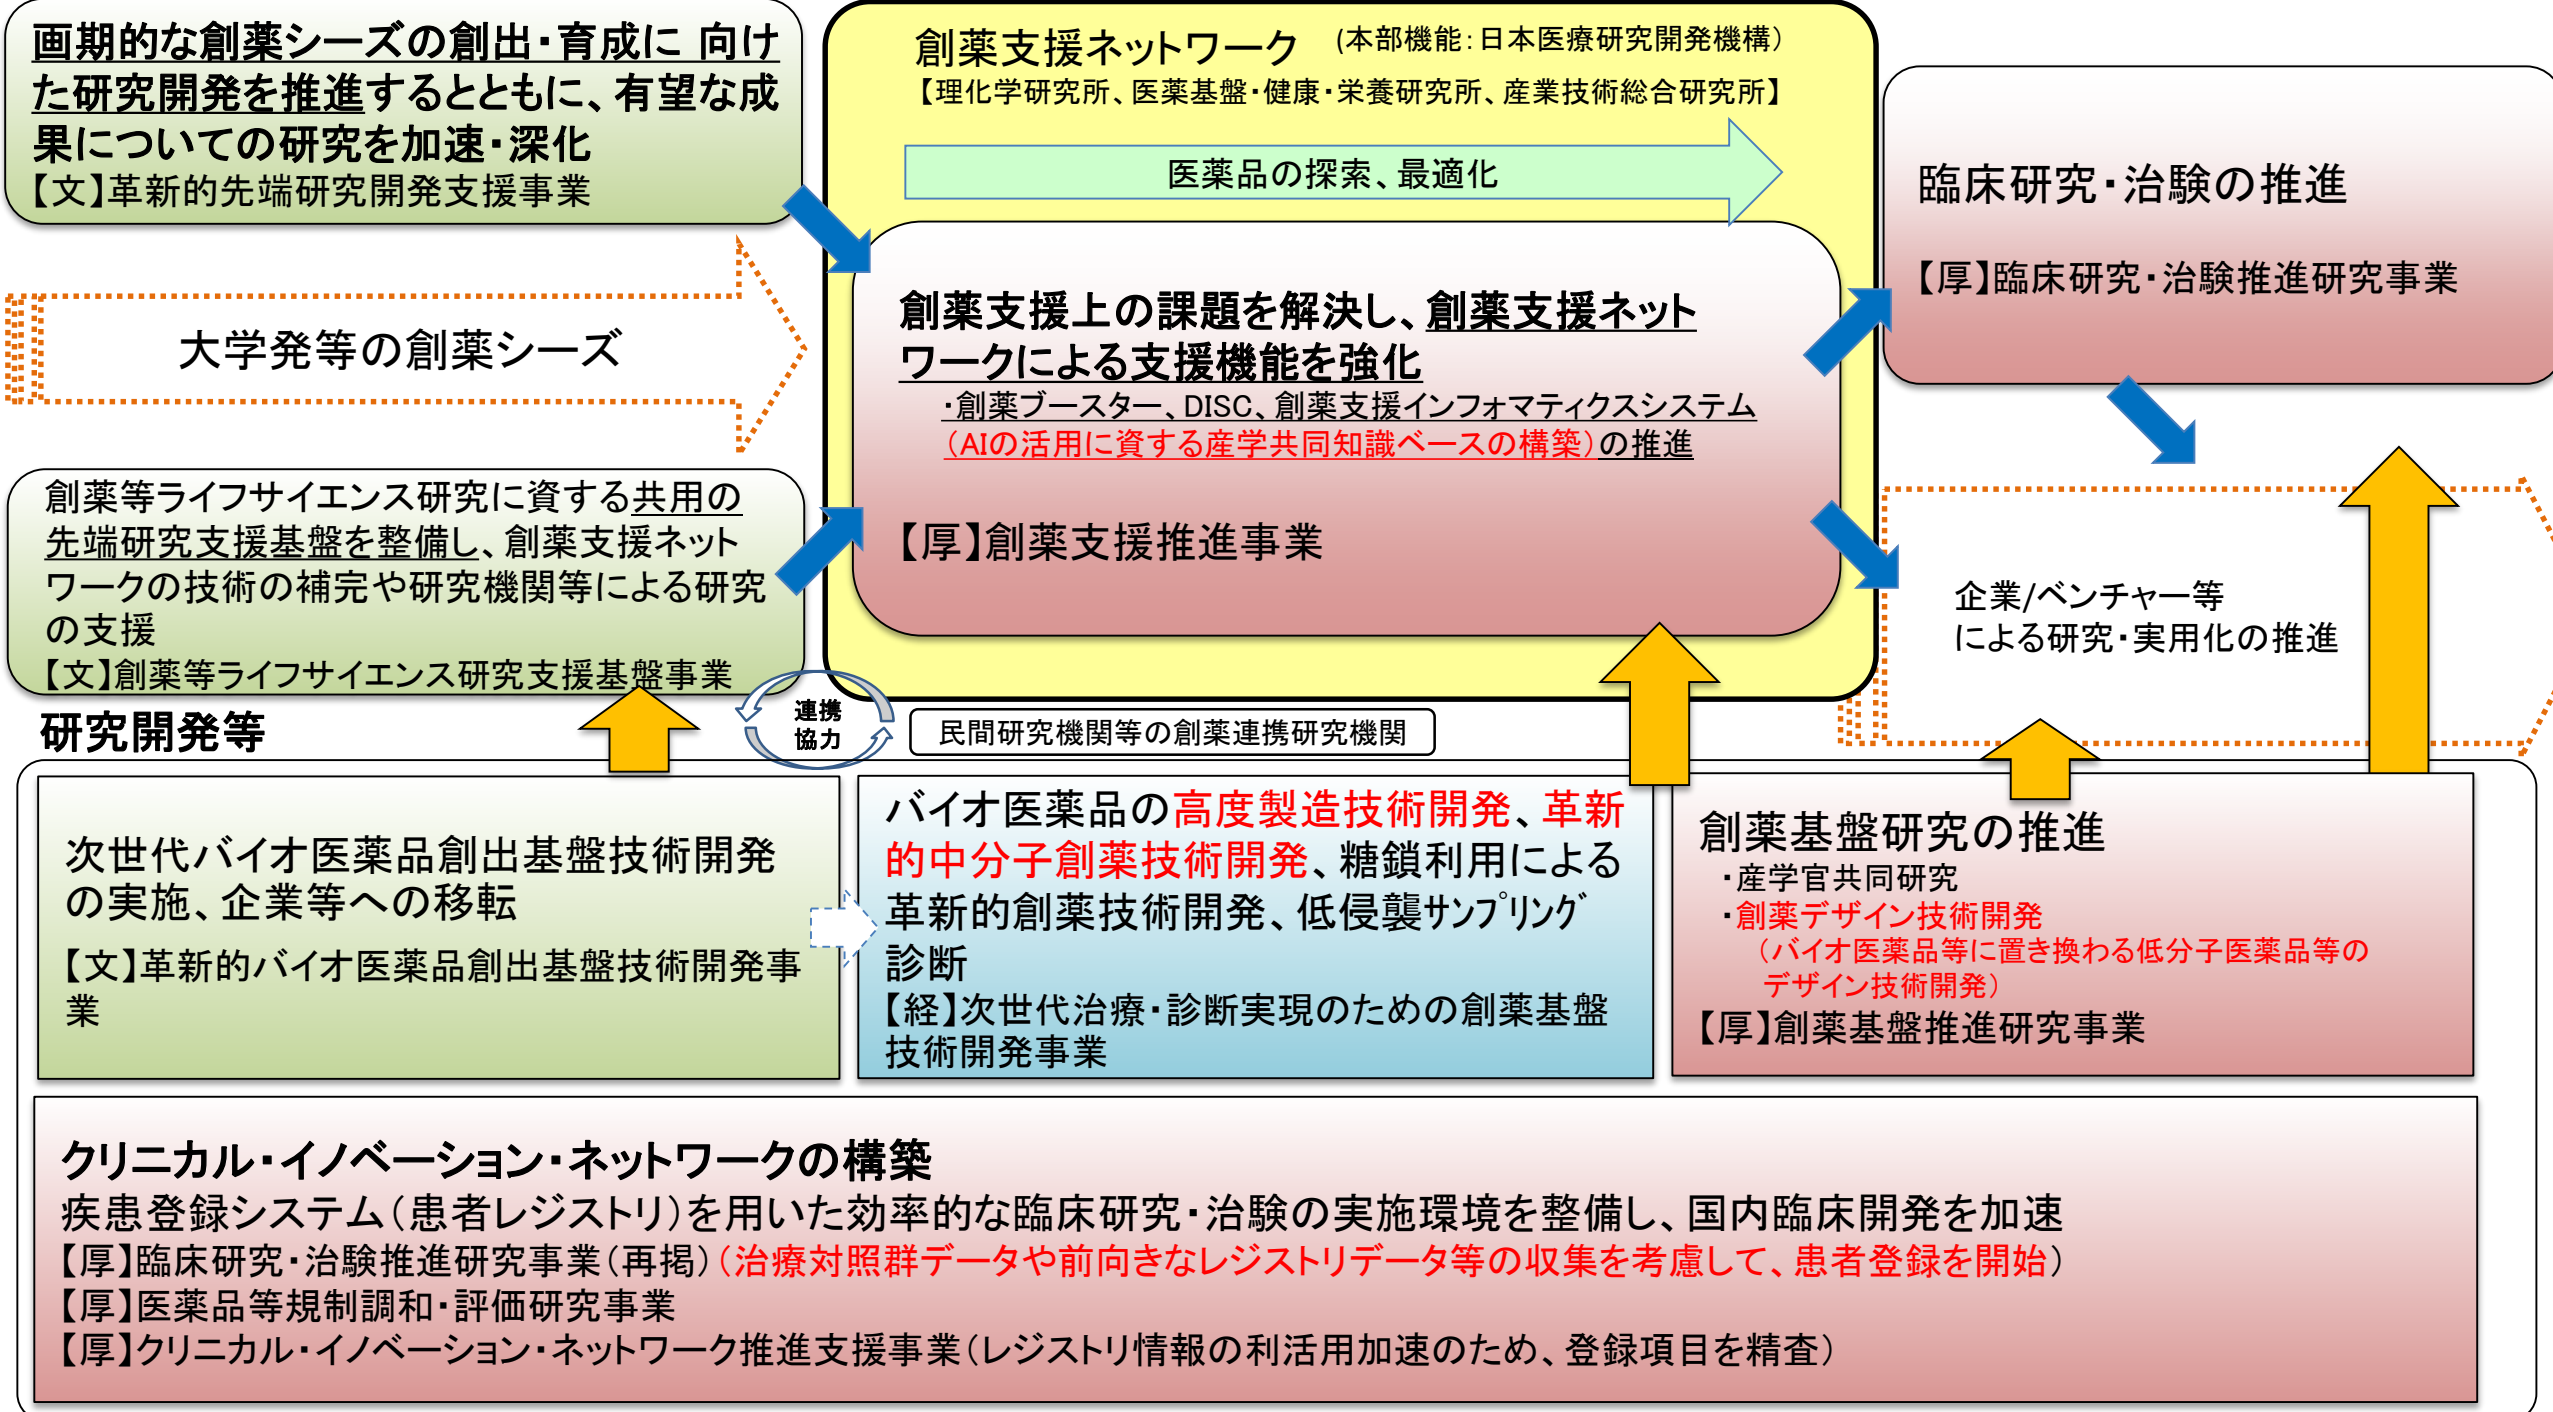 画期的な創薬シーズの創出・育成に 向け
た研究開発を推進するとともに、有望な成
果についての研究を加速・深化
【文】革新的先端研究開発支援事業
大学発等の創薬シーズ
創薬等ライフサイエンス研究に資する共用の
先端研究支援基盤を整備し、創薬支援ネット
ワークの技術の補完や研究機関等による研究
の支援
【文】創薬等ライフサイエンス研究支援基盤事業
創薬支援ネットワーク (本部機能：日本医療研究開発機構)
【理化学研究所、医薬基盤・健康・栄養研究所、産業技術総合研究所】
医薬品の探索、最適化
創薬支援上の課題を解決し、創薬支援ネット
ワークによる支援機能を強化
・創薬ブースター、DISC、創薬支援インフォマティクスシステム
（AIの活用に資する産学共同知識ベースの構築）の推進
【厚】創薬支援推進事業
臨床研究・治験の推進
【厚】臨床研究・治験推進研究事業
企業/ベンチャー等
による研究・実用化の推進
連携
協力
民間研究機関等の創薬連携研究機関
研究開発等
次世代バイオ医薬品創出基盤技術開発
の実施、企業等への移転
【文】革新的バイオ医薬品創出基盤技術開発事
業
バイオ医薬品の高度製造技術開発、革新
的中分子創薬技術開発、糖鎖利用による
革新的創薬技術開発、低侵襲ｻﾝﾌﾟﾘﾝｸﾞ
診断
【経】次世代治療・診断実現のための創薬基盤
技術開発事業
創薬基盤研究の推進
・産学官共同研究
・創薬デザイン技術開発
（バイオ医薬品等に置き換わる低分子医薬品等の
デザイン技術開発）
【厚】創薬基盤推進研究事業
クリニカル・イノベーション・ネットワークの構築
疾患登録システム（患者レジストリ）を用いた効率的な臨床研究・治験の実施環境を整備し、国内臨床開発を加速
【厚】臨床研究・治験推進研究事業（再掲）（治療対照群データや前向きなレジストリデータ等の収集を考慮して、患者登録を開始）
【厚】医薬品等規制調和・評価研究事業
【厚】クリニカル・イノベーション・ネットワーク推進支援事業（レジストリ情報の利活用加速のため、登録項目を精査）